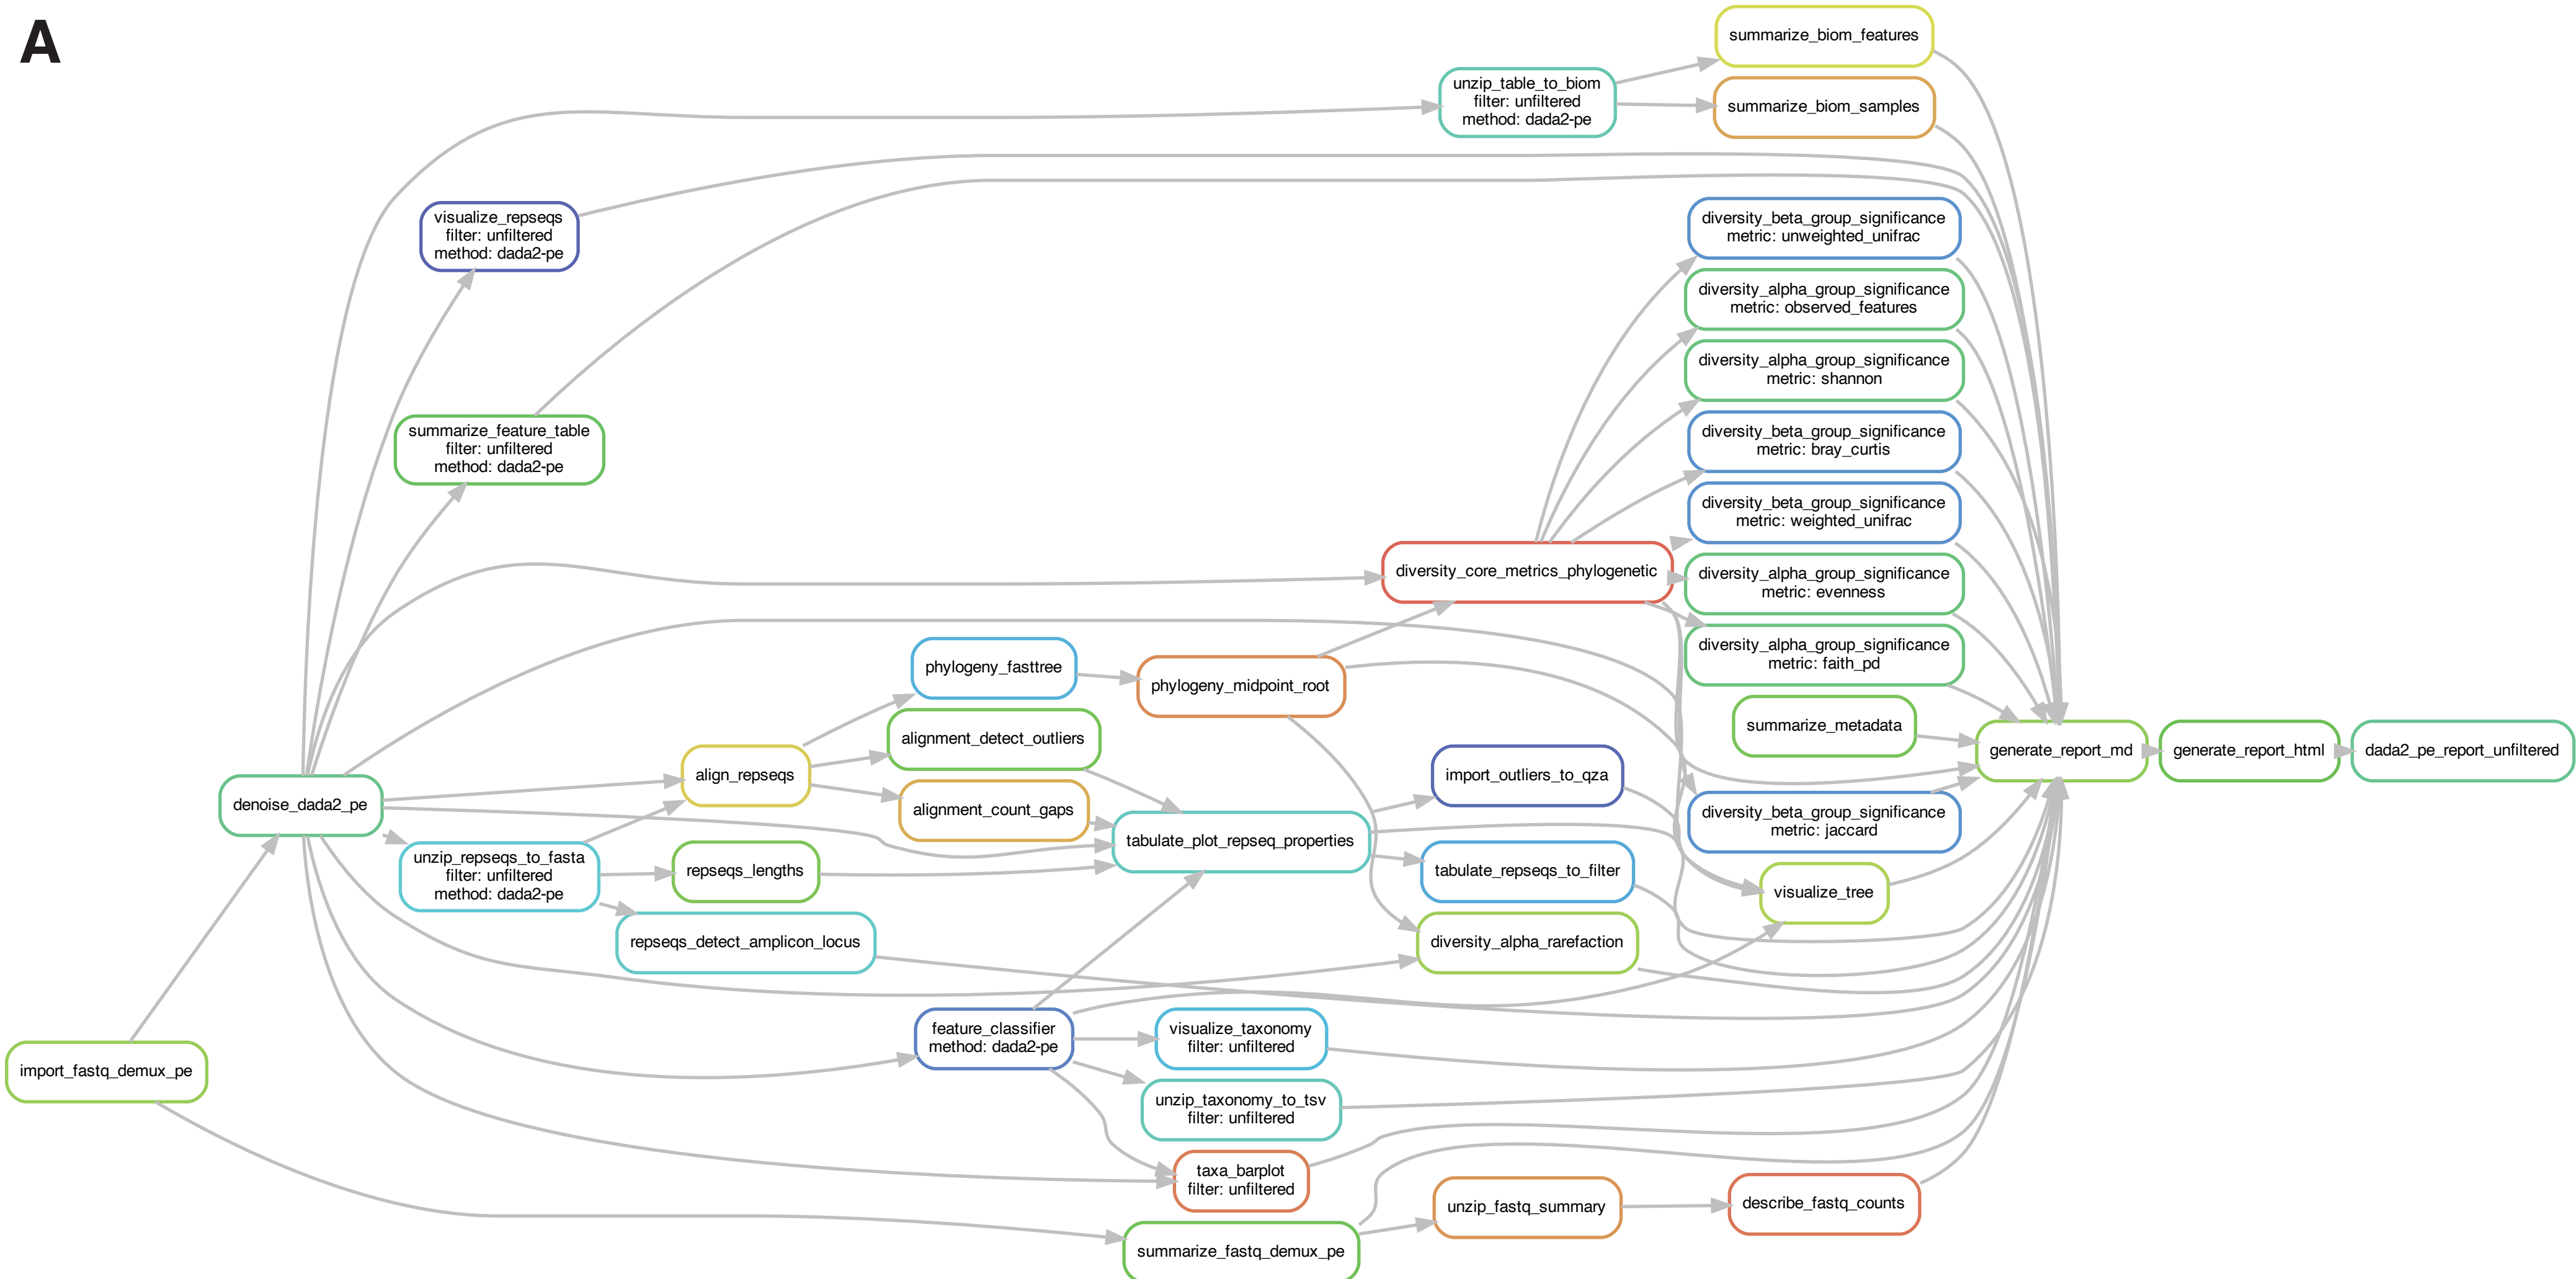 A
summarize_biom_features
unzip_table_to_biom
filter: unfiltered
method: dada2-pe
summarize_biom_samples
visualize_repseqs
filter: unfiltered
method: dada2-pe
diversity_beta_group_significance
metric: unweighted_unifrac
diversity_alpha_group_significance
metric: observed_features
diversity_alpha_group_significance
metric: shannon
summarize_feature_table
filter: unfiltered
method: dada2-pe
diversity_beta_group_significance
metric: bray_curtis
diversity_beta_group_significance
metric: weighted_unifrac
diversity_core_metrics_phylogenetic
diversity_alpha_group_significance
metric: evenness
diversity_alpha_group_significance
metric: faith_pd
phylogeny_fasttree
phylogeny_midpoint_root
summarize_metadata
alignment_detect_outliers
generate_report_md
generate_report_html
dada2_pe_report_unfiltered
align_repseqs
import_outliers_to_qza
denoise_dada2_pe
alignment_count_gaps
diversity_beta_group_significance
metric: jaccard
tabulate_plot_repseq_properties
unzip_repseqs_to_fasta
filter: unfiltered
method: dada2-pe
repseqs_lengths
tabulate_repseqs_to_filter
visualize_tree
repseqs_detect_amplicon_locus
diversity_alpha_rarefaction
feature_classifier
method: dada2-pe
visualize_taxonomy
filter: unfiltered
import_fastq_demux_pe
unzip_taxonomy_to_tsv
filter: unfiltered
taxa_barplot
filter: unfiltered
unzip_fastq_summary
describe_fastq_counts
summarize_fastq_demux_pe